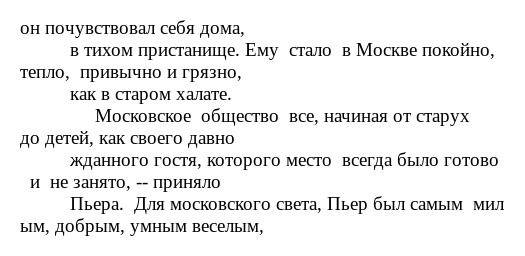 он почувствовал себя дома,
в тихом пристанище. Ему стало в Москве покойно,
тепло, привычно и грязно,
как в старом халате.
Московское общество все, начиная от старух
до детей, как своего давно
жданного гостя, которого место всегда было готово
и не занято, -- приняло
Пьера. Для московского света, Пьер был самым мил
ым, добрым, умным веселым,